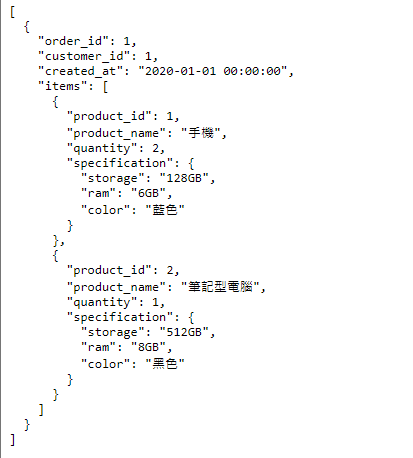 [
  {
    "order_id": 1,
    "customer_id": 1,
    "created_at": "2020-01-01 00:00:00",
    "items": [
      {
        "product_id": 1,
        "product_name": "手機",
        "quantity": 2,
        "specification": {
          "storage": "128GB",
          "ram": "6GB",
          "color": "藍色"
        }
      },
      {
        "product_id": 2,
        "product_name": "筆記型電腦",
        "quantity": 1,
        "specification": {
          "storage": "512GB",
          "ram": "8GB",
          "color": "黑色"
        }
      }
    ]
  }
]